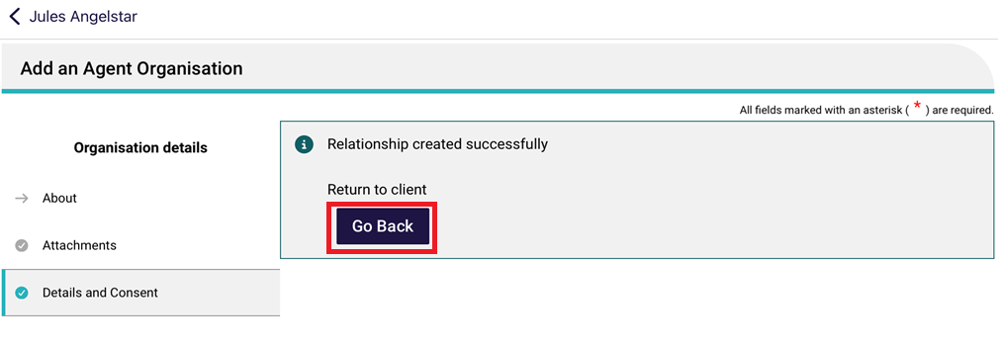 Jules Angelstar
Add an Agent Organisation
All fields marked with an asterisk ( * ) are required.
Organisation details
About
Attachments
Details and Consent
Relationship created successfully
Return to client
Go Back